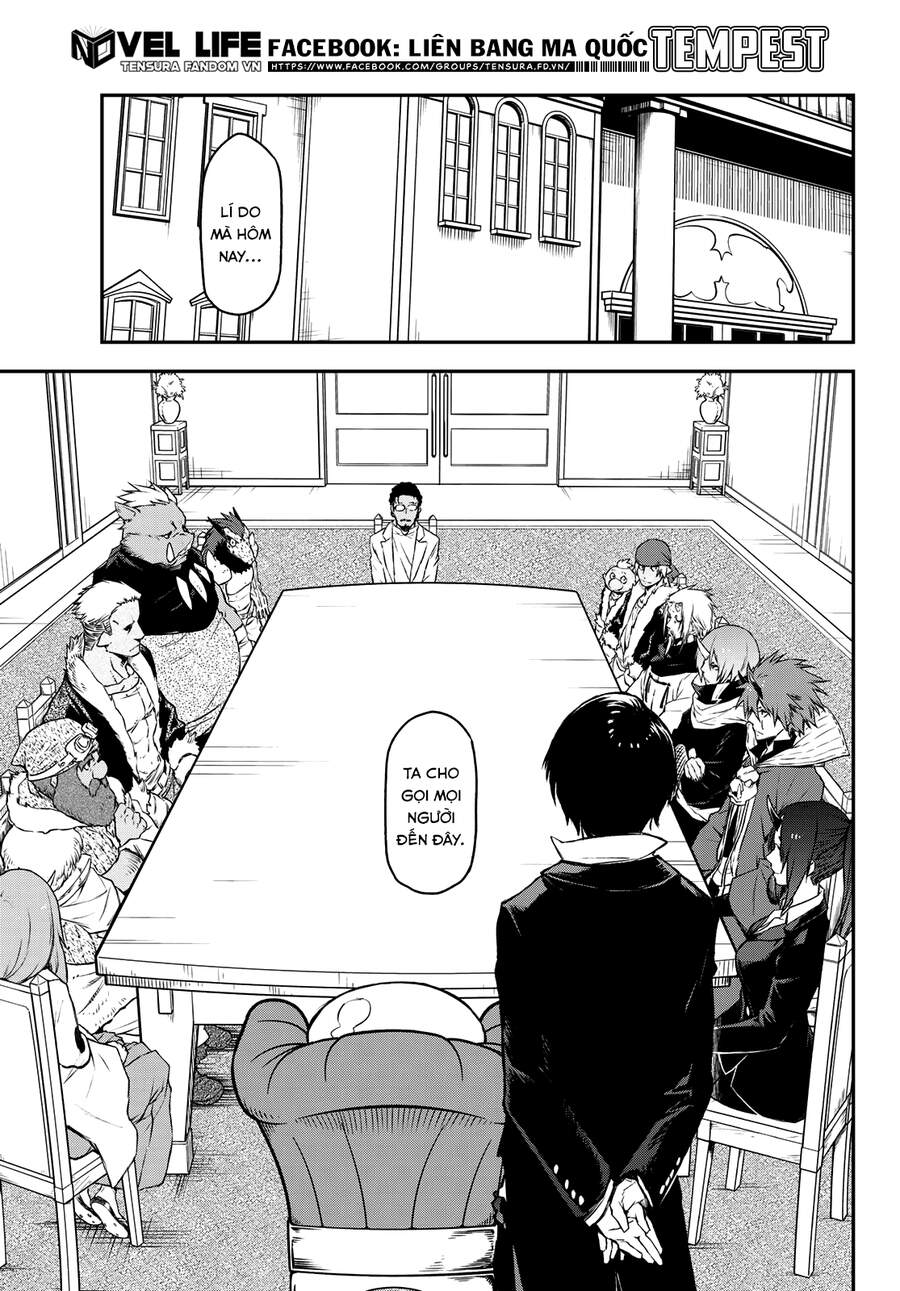 NOVEL LIFE
TENSURA FANDOM VN
FACEBOOK: LIÊN BANG MA QUỐC
HTTPS://WWW.FACEBOOK.COM/GROUPS/TENSURA.FD.VN/
TEMPEST
LÍ DO
MÀ HÔM
NAY...
TA CHO
GỌI MỌI
NGƯỜI
ĐẾN ĐÂY.